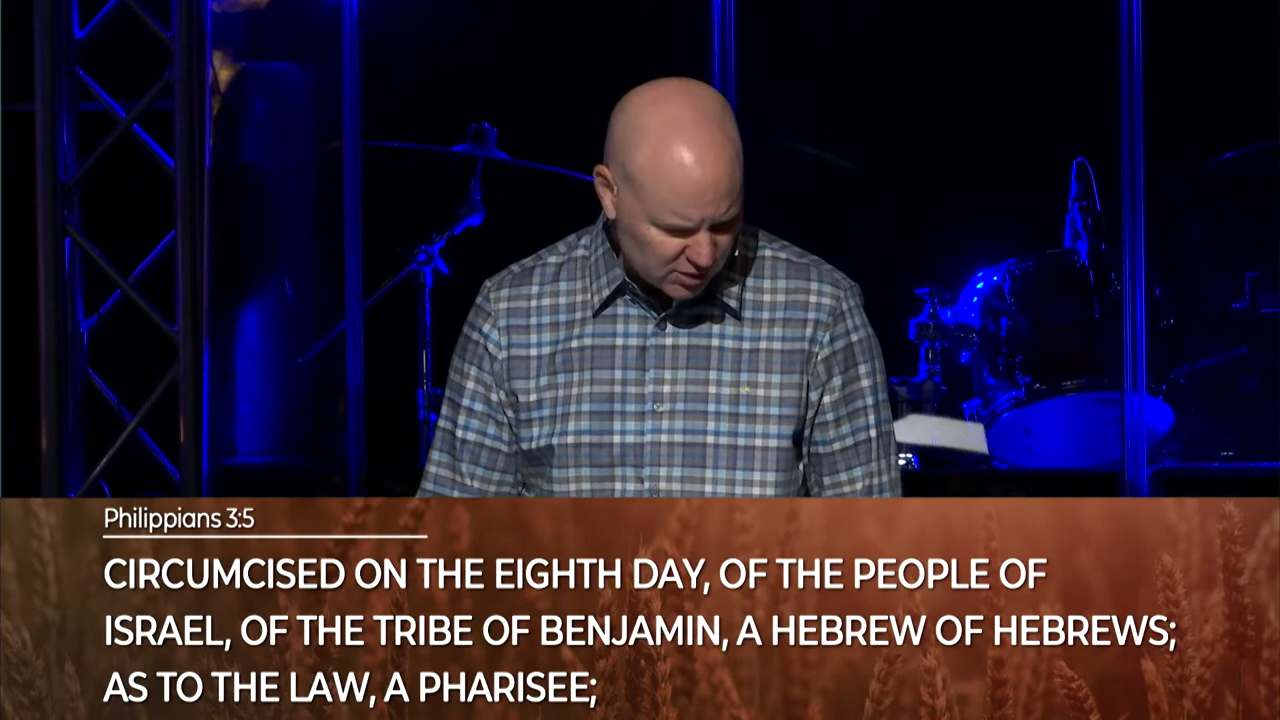 Philippians 3:5
CIRCUMCISED ON THE EIGHTH DAY, OF THE PEOPLE OF
ISRAEL, OF THE TRIBE OF BENJAMIN, A HEBREW OF HEBREWS;
AS TO THE LAW, A PHARISEE;